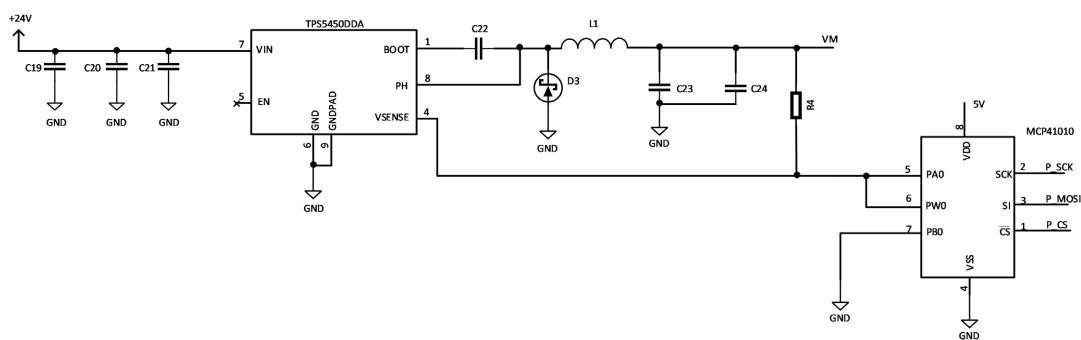 +24V
TPS5450DDA
C22
L1
VM
7 VIN
BOOT 1
C19
C20
C21
PH 8
D3
C23
C24
R4
5 EN
VSENSE 4
GND
GNDPAD
6
9
GND
GND
GND
GND
GND
GND
5V
MCP41010
8
VDD
5 PA0
SCK 2 P_SCK
6 PW0
SI 3 P_MOSI
7 PB0
CS 1 P_CS
VSS
4
GND
GND